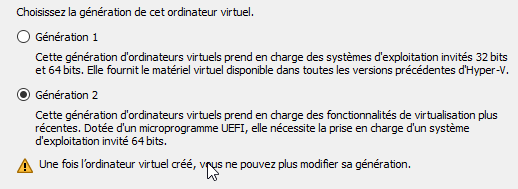 Choisissez la génération de cet ordinateur virtuel.
Génération 1
Cette génération d'ordinateurs virtuels prend en charge des systèmes d'exploitation invités 32 bits
et 64 bits. Elle fournit le matériel virtuel disponible dans toutes les versions précédentes d'Hyper-V.
Génération 2
Cette génération d'ordinateurs virtuels prend en charge des fonctionnalités de virtualisation plus
récentes. Dotée d'un microprogramme UEFI, elle nécessite la prise en charge d'un système
d'exploitation invité 64 bits.
Une fois l'ordinateur virtuel créé, vous ne pouvez plus modifier sa génération.